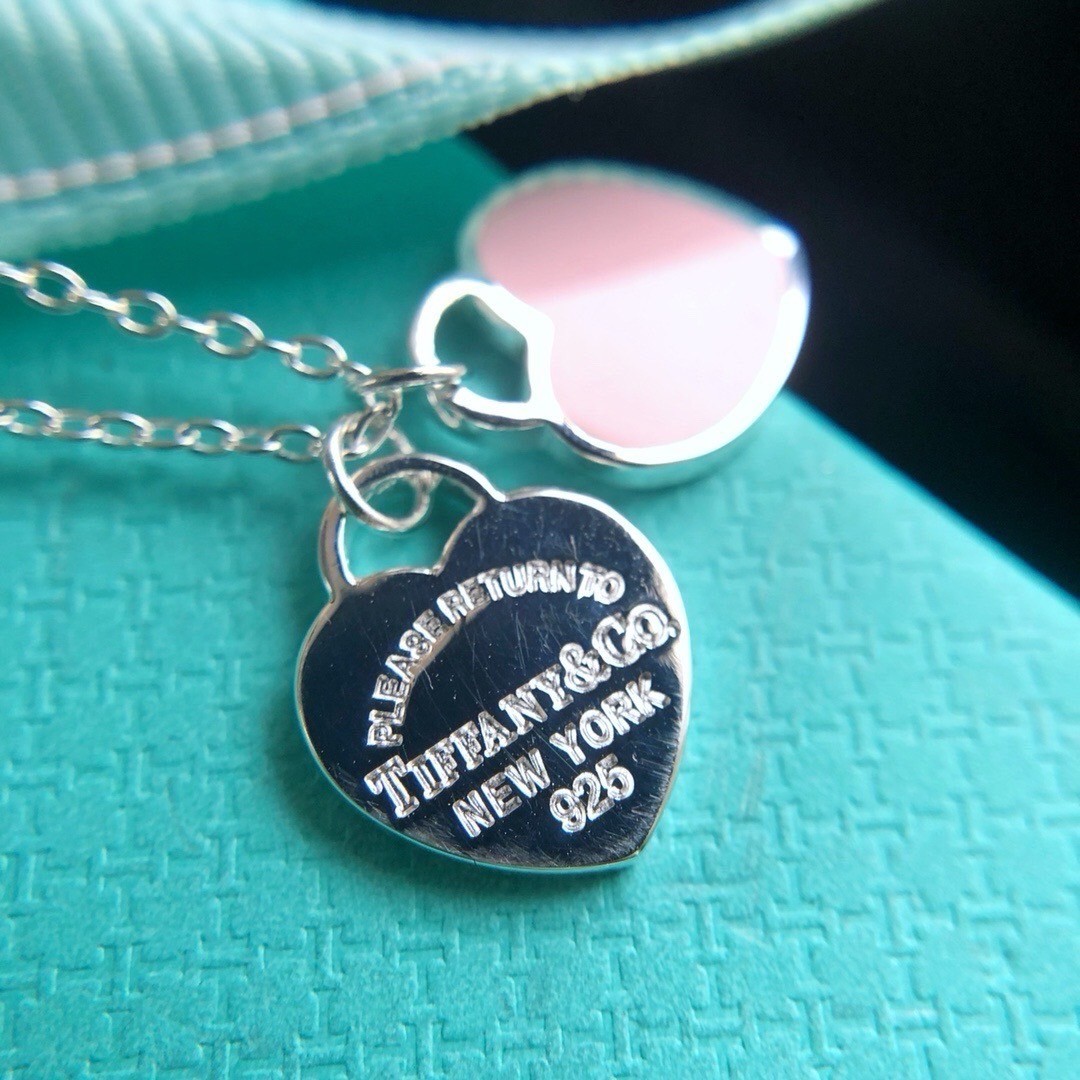 PLEASE RETURN TO
TIFFANY & CO.
NEW YORK
925